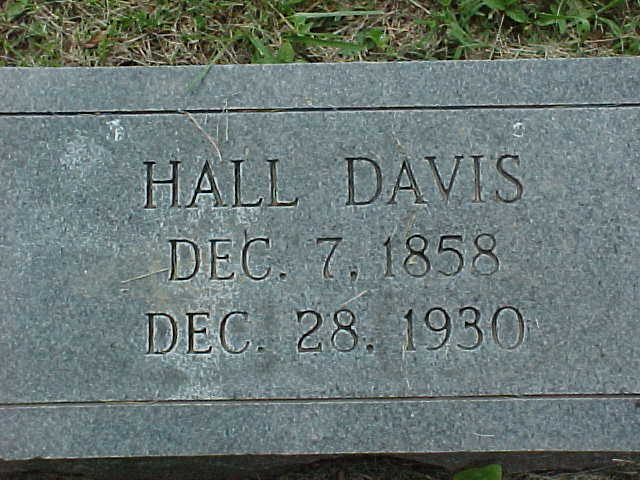 HALL DAVIS
DEC. 7, 1858
DEC. 28, 1930